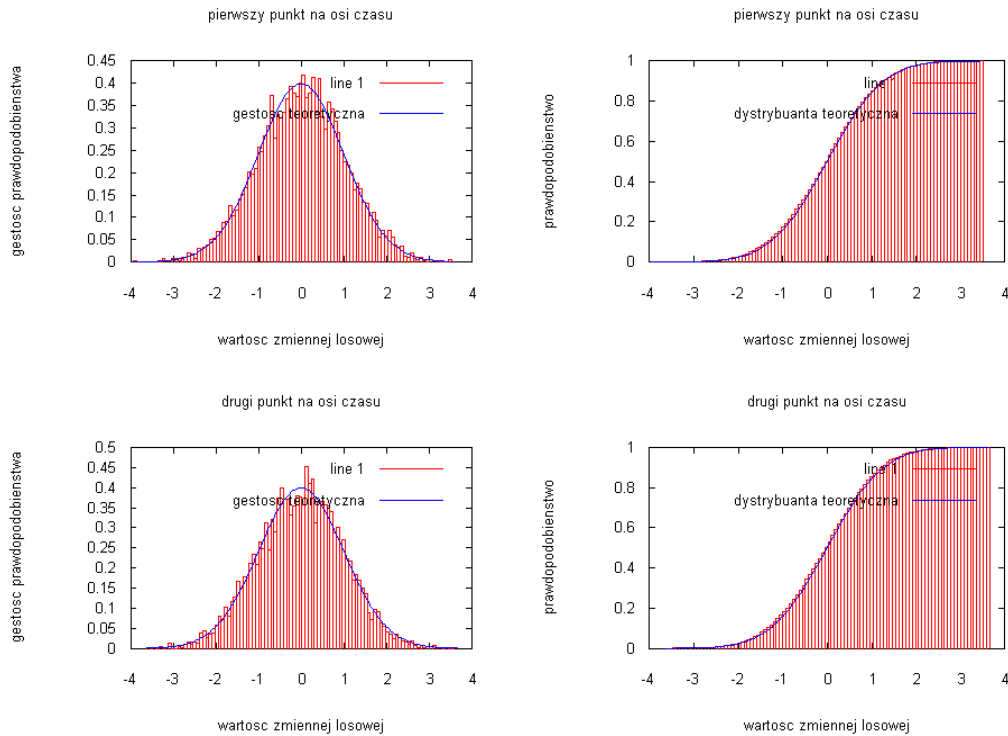 pierwszy punkt na osi czasu
gestosc prawdopodobienstwa
0.45
0.4
0.35
0.3
0.25
0.2
0.15
0.1
0.05
0
line 1
gestosc teoretyczna
-4 -3 -2 -1 0 1 2 3 4
wartosc zmiennej losowej
pierwszy punkt na osi czasu
prawdopodobienstwo
1
0.8
0.6
0.4
0.2
0
line 1
dystrybuanta teoretyczna
-4 -3 -2 -1 0 1 2 3 4
wartosc zmiennej losowej
drugi punkt na osi czasu
gestosc prawdopodobienstwa
0.5
0.45
0.4
0.35
0.3
0.25
0.2
0.15
0.1
0.05
0
line 1
gestosc teoretyczna
-4 -3 -2 -1 0 1 2 3 4
wartosc zmiennej losowej
drugi punkt na osi czasu
prawdopodobienstwo
1
0.8
0.6
0.4
0.2
0
line 1
dystrybuanta teoretyczna
-4 -3 -2 -1 0 1 2 3 4
wartosc zmiennej losowej